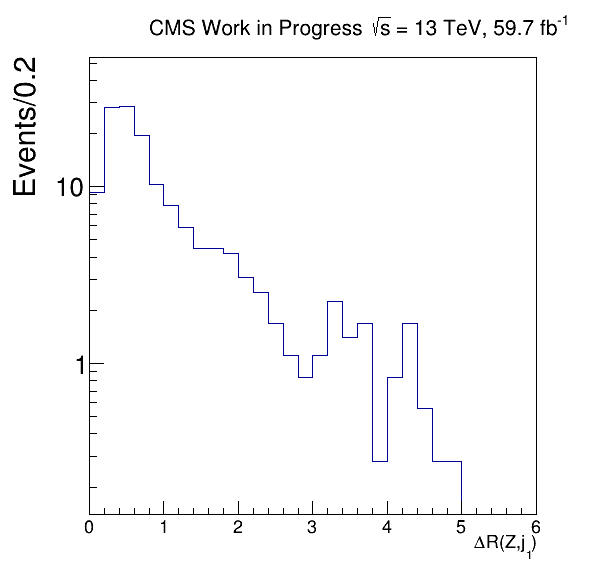 CMS Work in Progress √s = 13 TeV, 59.7 fb⁻¹
Events/0.2
10
1
0 1 2 3 4 5 6
ΔR(Z,j₁)